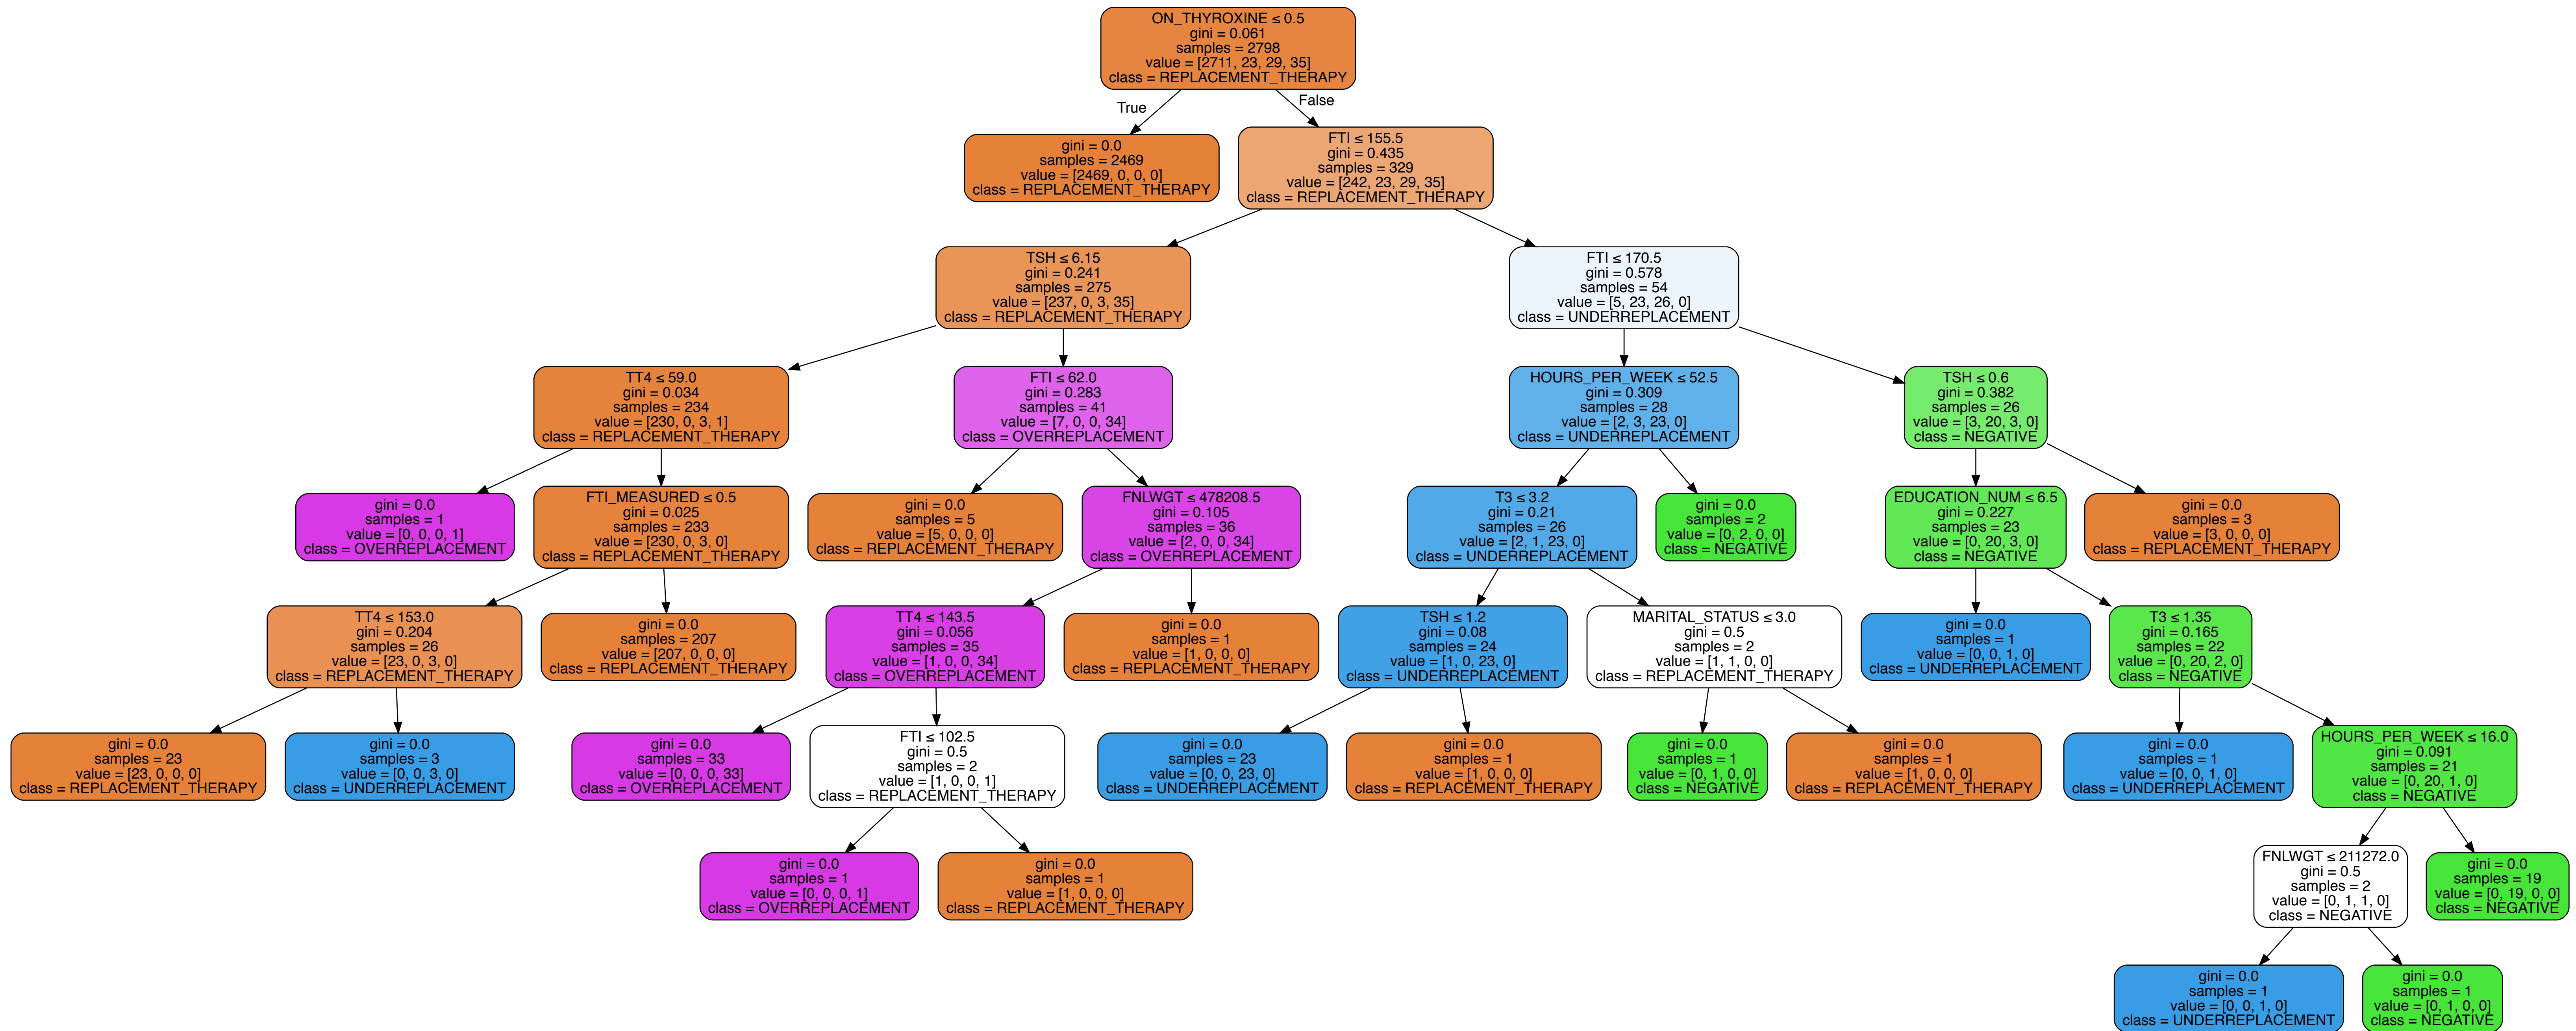 ON_THYROXINE ≤ 0.5
gini = 0.061
samples = 2798
value = [2711, 23, 29, 35]
class = REPLACEMENT_THERAPY
True
False
gini = 0.0
samples = 2469
value = [2469, 0, 0, 0]
class = REPLACEMENT_THERAPY
FTI ≤ 155.5
gini = 0.435
samples = 329
value = [242, 23, 29, 35]
class = REPLACEMENT_THERAPY
TSH ≤ 6.15
gini = 0.241
samples = 275
value = [237, 0, 3, 35]
class = REPLACEMENT_THERAPY
FTI ≤ 170.5
gini = 0.578
samples = 54
value = [5, 23, 26, 0]
class = UNDERREPLACEMENT
TT4 ≤ 59.0
gini = 0.034
samples = 234
value = [230, 0, 3, 1]
class = REPLACEMENT_THERAPY
FTI ≤ 62.0
gini = 0.283
samples = 41
value = [7, 0, 0, 34]
class = OVERREPLACEMENT
HOURS_PER_WEEK ≤ 52.5
gini = 0.309
samples = 28
value = [2, 3, 23, 0]
class = UNDERREPLACEMENT
TSH ≤ 0.6
gini = 0.382
samples = 26
value = [3, 20, 3, 0]
class = NEGATIVE
gini = 0.0
samples = 1
value = [0, 0, 0, 1]
class = OVERREPLACEMENT
FTI_MEASURED ≤ 0.5
gini = 0.025
samples = 233
value = [230, 0, 3, 0]
class = REPLACEMENT_THERAPY
gini = 0.0
samples = 5
value = [5, 0, 0, 0]
class = REPLACEMENT_THERAPY
FNLWGT ≤ 478208.5
gini = 0.105
samples = 36
value = [2, 0, 0, 34]
class = OVERREPLACEMENT
T3 ≤ 3.2
gini = 0.21
samples = 26
value = [2, 1, 23, 0]
class = UNDERREPLACEMENT
gini = 0.0
samples = 2
value = [0, 2, 0, 0]
class = NEGATIVE
EDUCATION_NUM ≤ 6.5
gini = 0.227
samples = 23
value = [0, 20, 3, 0]
class = NEGATIVE
gini = 0.0
samples = 3
value = [3, 0, 0, 0]
class = REPLACEMENT_THERAPY
TT4 ≤ 153.0
gini = 0.204
samples = 26
value = [23, 0, 3, 0]
class = REPLACEMENT_THERAPY
gini = 0.0
samples = 207
value = [207, 0, 0, 0]
class = REPLACEMENT_THERAPY
TT4 ≤ 143.5
gini = 0.056
samples = 35
value = [1, 0, 0, 34]
class = OVERREPLACEMENT
gini = 0.0
samples = 1
value = [1, 0, 0, 0]
class = REPLACEMENT_THERAPY
TSH ≤ 1.2
gini = 0.08
samples = 24
value = [1, 0, 23, 0]
class = UNDERREPLACEMENT
MARITAL_STATUS ≤ 3.0
gini = 0.5
samples = 2
value = [1, 1, 0, 0]
class = REPLACEMENT_THERAPY
gini = 0.0
samples = 1
value = [0, 0, 1, 0]
class = UNDERREPLACEMENT
T3 ≤ 1.35
gini = 0.165
samples = 22
value = [0, 20, 2, 0]
class = NEGATIVE
gini = 0.0
samples = 23
value = [23, 0, 0, 0]
class = REPLACEMENT_THERAPY
gini = 0.0
samples = 3
value = [0, 0, 3, 0]
class = UNDERREPLACEMENT
gini = 0.0
samples = 33
value = [0, 0, 0, 33]
class = OVERREPLACEMENT
FTI ≤ 102.5
gini = 0.5
samples = 2
value = [1, 0, 0, 1]
class = REPLACEMENT_THERAPY
gini = 0.0
samples = 23
value = [0, 0, 23, 0]
class = UNDERREPLACEMENT
gini = 0.0
samples = 1
value = [1, 0, 0, 0]
class = REPLACEMENT_THERAPY
gini = 0.0
samples = 1
value = [0, 1, 0, 0]
class = NEGATIVE
gini = 0.0
samples = 1
value = [1, 0, 0, 0]
class = REPLACEMENT_THERAPY
gini = 0.0
samples = 1
value = [0, 0, 1, 0]
class = UNDERREPLACEMENT
HOURS_PER_WEEK ≤ 16.0
gini = 0.091
samples = 21
value = [0, 20, 1, 0]
class = NEGATIVE
gini = 0.0
samples = 1
value = [0, 0, 0, 1]
class = OVERREPLACEMENT
gini = 0.0
samples = 1
value = [1, 0, 0, 0]
class = REPLACEMENT_THERAPY
FNLWGT ≤ 211272.0
gini = 0.5
samples = 2
value = [0, 1, 1, 0]
class = NEGATIVE
gini = 0.0
samples = 19
value = [0, 19, 0, 0]
class = NEGATIVE
gini = 0.0
samples = 1
value = [0, 0, 1, 0]
class = UNDERREPLACEMENT
gini = 0.0
samples = 1
value = [0, 1, 0, 0]
class = NEGATIVE